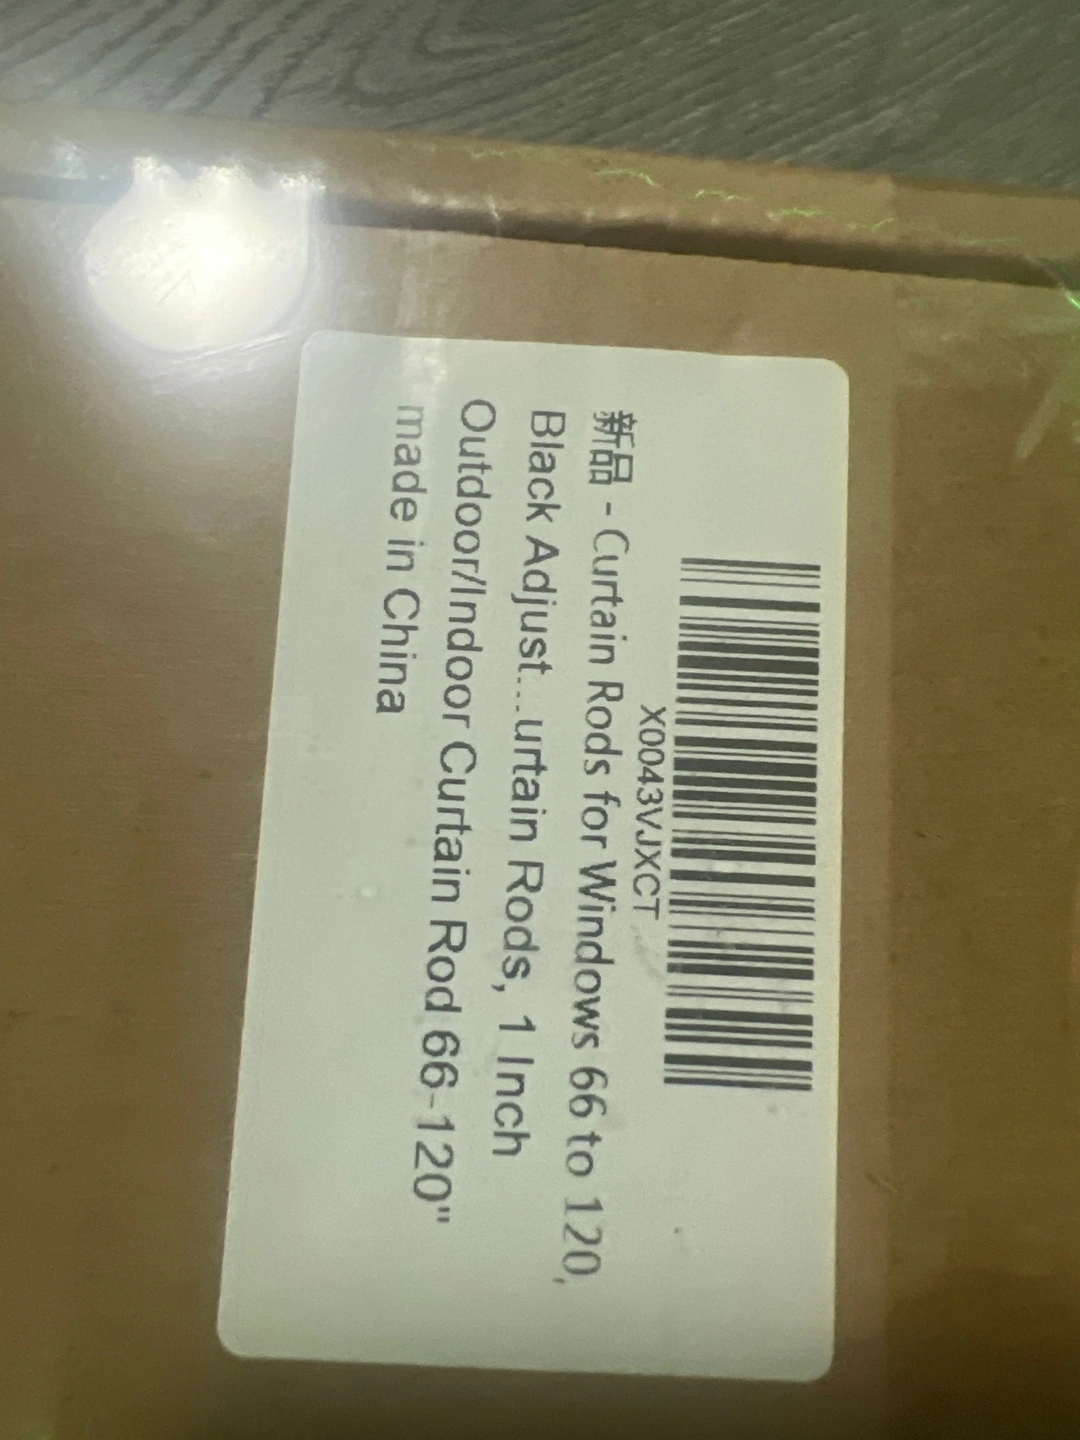 X0043VJXCT
新品 - Curtain Rods for Windows 66 to 120,
Black Adjust...urtain Rods, 1 Inch
Outdoor/Indoor Curtain Rod 66-120"
made in China